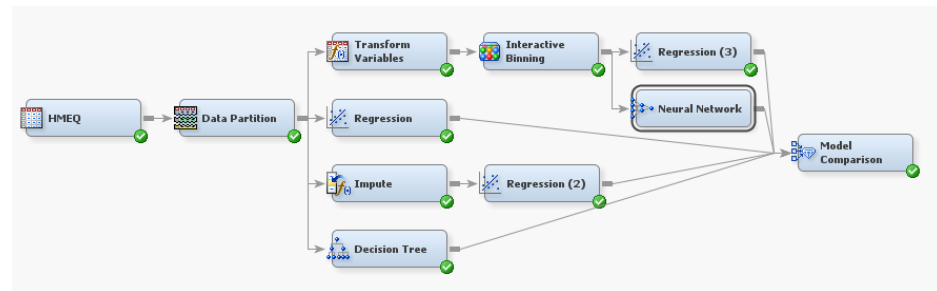 Transform
Variables
Interactive
Binning
Regression (3)
HMEQ
Data Partition
Regression
Neural Network
Model
Comparison
Impute
Regression (2)
Decision Tree